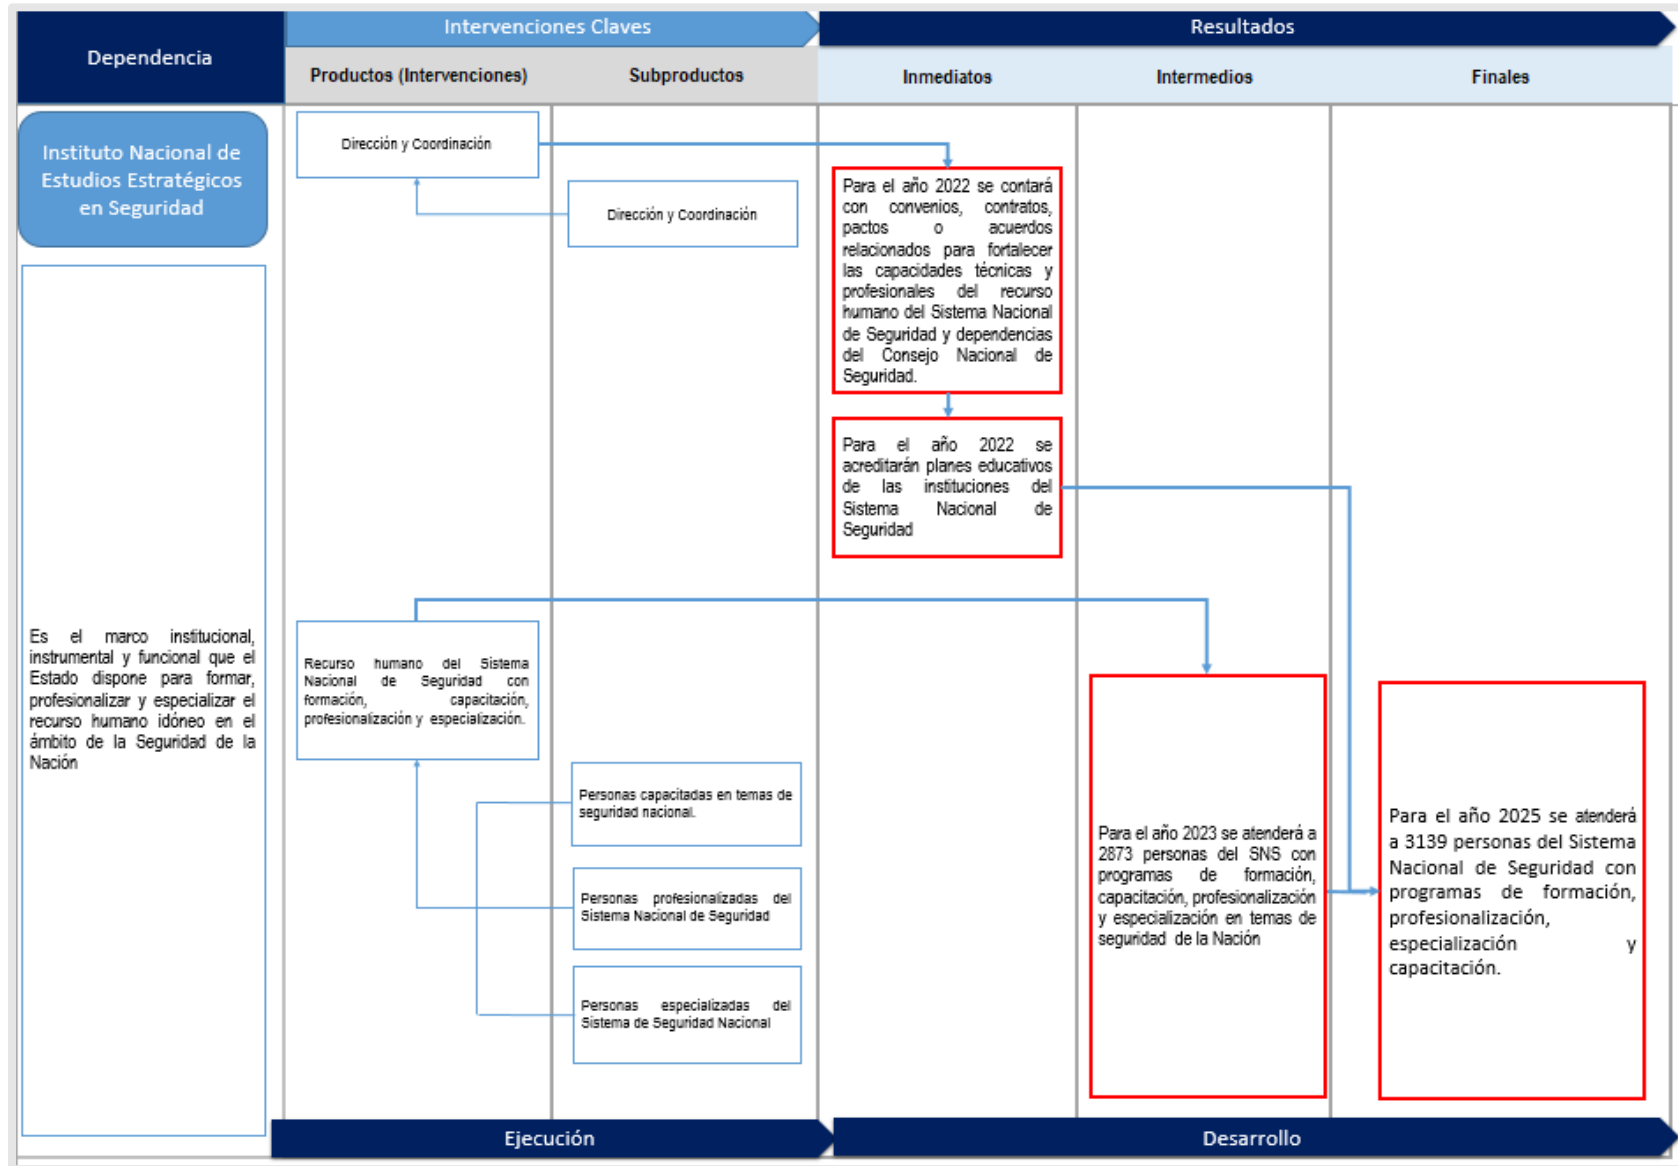 Dependencia
Intervenciones Claves
Resultados
Productos (Intervenciones)
Subproductos
Inmediatos
Intermedios
Finales
Instituto Nacional de
Estudios Estratégicos
en Seguridad
Es el marco institucional,
instrumental y funcional que el
Estado dispone para formar,
profesionalizar y especializar el
recurso humano idóneo en el
ámbito de la Seguridad de la
Nación
Dirección y Coordinación
Dirección y Coordinación
Para el año 2022 se contará
con convenios, contratos,
pactos o acuerdos
relacionados para fortalecer
las capacidades técnicas y
profesionales del recurso
humano del Sistema Nacional
de Seguridad y dependencias
del Consejo Nacional de
Seguridad.
Para el año 2022 se
acreditarán planes educativos
de las instituciones del
Sistema Nacional de
Seguridad
Recurso humano del Sistema
Nacional de Seguridad con
formación, capacitación,
profesionalización y especialización.
Personas capacitadas en temas de
seguridad nacional.
Personas profesionalizadas del
Sistema Nacional de Seguridad
Personas especializadas del
Sistema de Seguridad Nacional
Para el año 2023 se atenderá a
2873 personas del SNS con
programas de formación,
capacitación, profesionalización
y especialización en temas de
seguridad de la Nación
Para el año 2025 se atenderá
a 3139 personas del Sistema
Nacional de Seguridad con
programas de formación,
profesionalización,
especialización y
capacitación.
Ejecución
Desarrollo